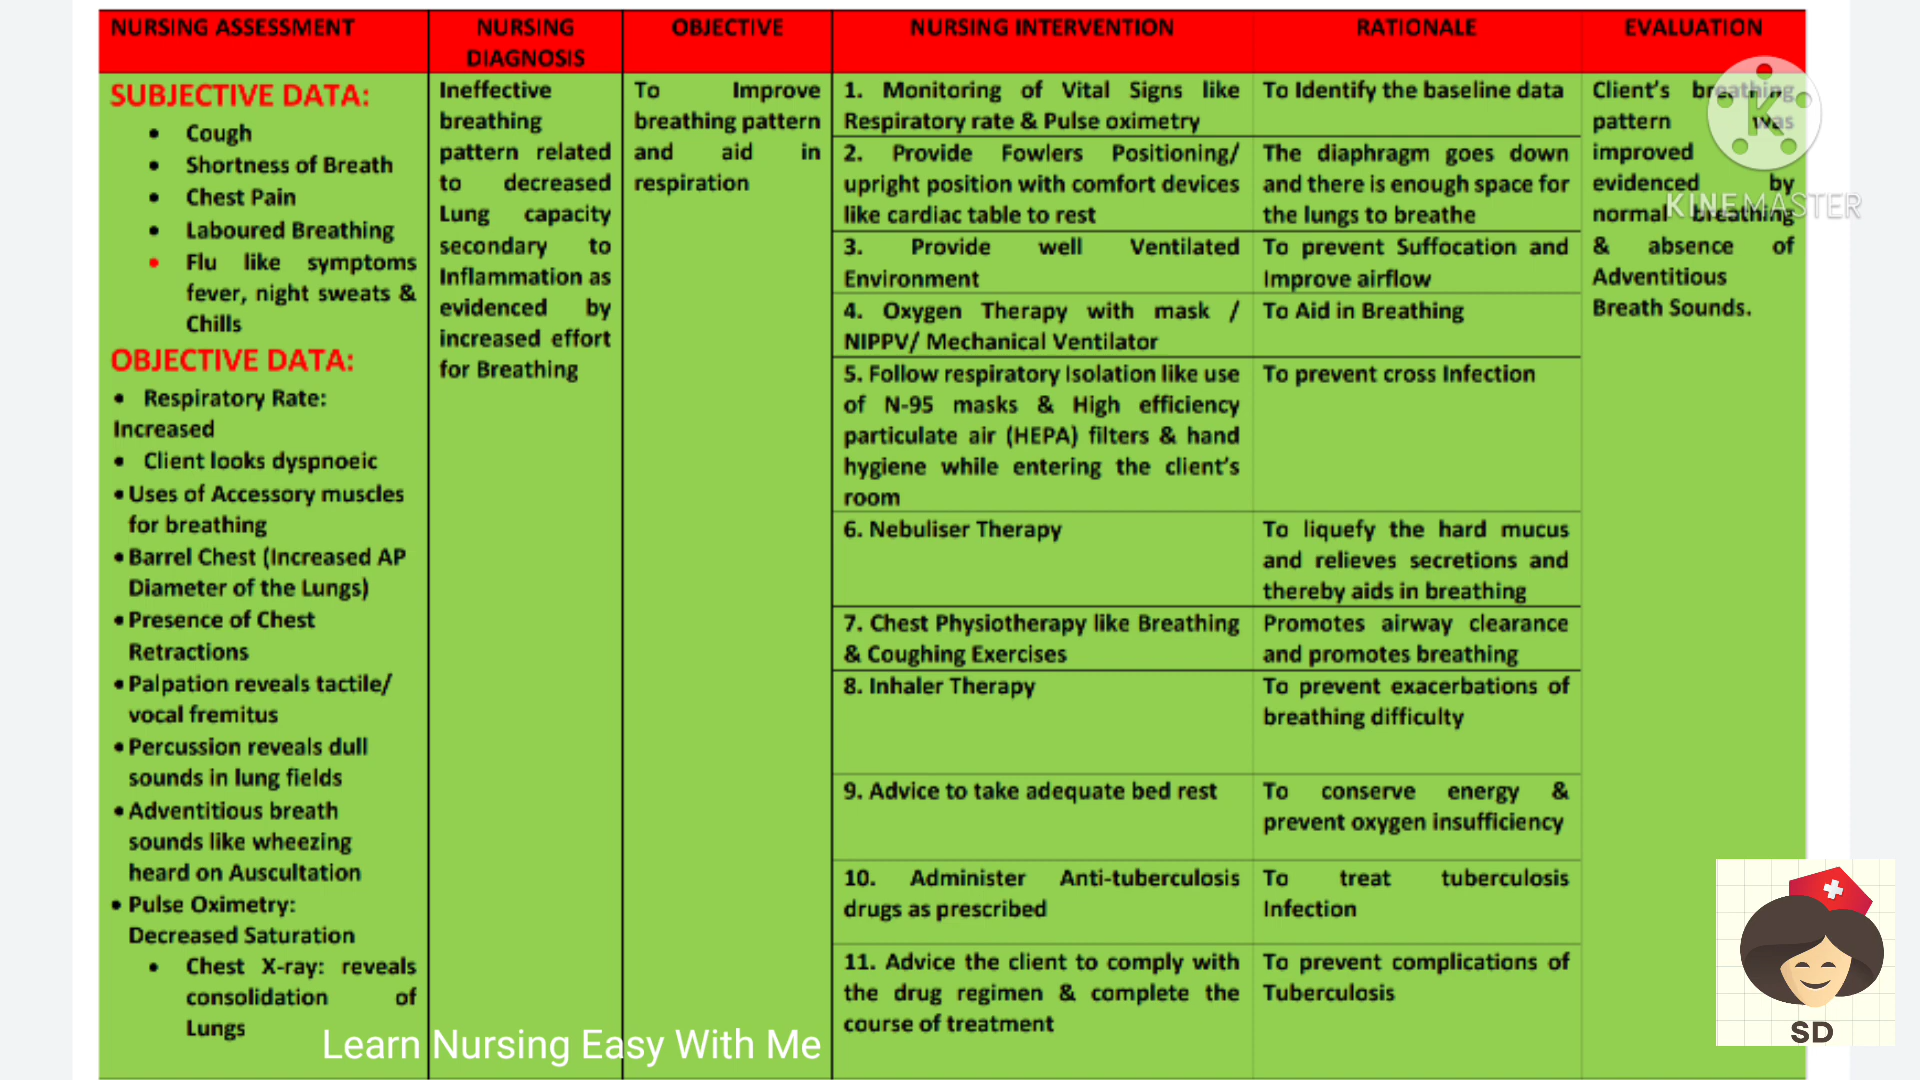 NURSING ASSESSMENT
NURSING
DIAGNOSIS
OBJECTIVE
NURSING INTERVENTION
RATIONALE
EVALUATION
SUBJECTIVE DATA:
• Cough
• Shortness of Breath
• Chest Pain
• Laboured Breathing
• Flu like symptoms
fever, night sweats &
Chills
OBJECTIVE DATA:
• Respiratory Rate:
Increased
• Client looks dyspnoeic
• Uses of Accessory muscles
for breathing
• Barrel Chest (Increased AP
Diameter of the Lungs)
• Presence of Chest
Retractions
• Palpation reveals tactile/
vocal fremitus
• Percussion reveals dull
sounds in lung fields
• Adventitious breath
sounds like wheezing
heard on Auscultation
• Pulse Oximetry:
Decreased Saturation
• Chest X-ray: reveals
consolidation of
Lungs
Ineffective
breathing
pattern related
to decreased
Lung capacity
secondary to
Inflammation as
evidenced by
increased effort
for Breathing
To Improve
breathing pattern
and aid in
respiration
1. Monitoring of Vital Signs like
Respiratory rate & Pulse oximetry
To Identify the baseline data
2. Provide Fowlers Positioning/
upright position with comfort devices
like cardiac table to rest
The diaphragm goes down
and there is enough space for
the lungs to breathe
3. Provide well Ventilated
Environment
To prevent Suffocation and
Improve airflow
4. Oxygen Therapy with mask /
NIPPV/ Mechanical Ventilator
To Aid in Breathing
5. Follow respiratory Isolation like use
of N-95 masks & High efficiency
particulate air (HEPA) filters & hand
hygiene while entering the client's
room
To prevent cross Infection
6. Nebuliser Therapy
To liquefy the hard mucus
and relieves secretions and
thereby aids in breathing
7. Chest Physiotherapy like Breathing
& Coughing Exercises
Promotes airway clearance
and promotes breathing
8. Inhaler Therapy
To prevent exacerbations of
breathing difficulty
9. Advice to take adequate bed rest
To conserve energy &
prevent oxygen insufficiency
10. Administer Anti-tuberculosis
drugs as prescribed
To treat tuberculosis
Infection
11. Advice the client to comply with
the drug regimen & complete the
course of treatment
To prevent complications of
Tuberculosis
Client's breathing
pattern was
improved
evidenced by
normal breathing
& absence of
Adventitious
Breath Sounds.
K
KINEMASTER
SD
Learn Nursing Easy With Me